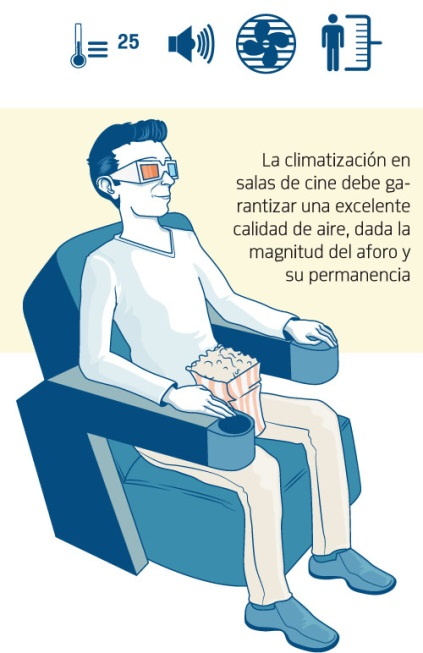 25
La climatización en
salas de cine debe ga-
rantizar una excelente
calidad de aire, dada la
magnitud del aforo y
su permanencia